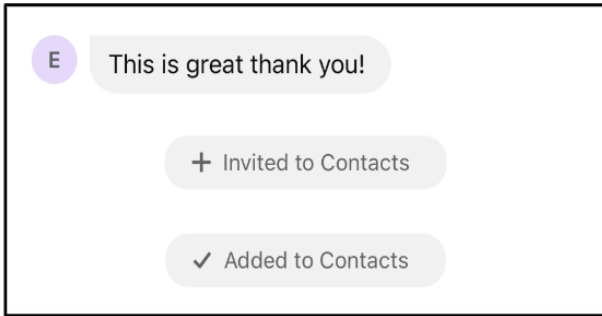 E
This is great thank you!
Invited to Contacts
Added to Contacts